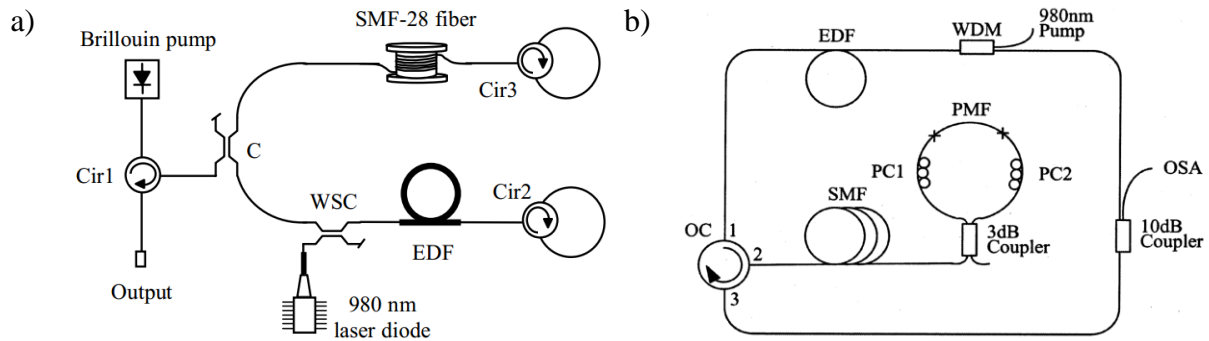 a)
Brillouin pump
SMF-28 fiber
Cir3
Cir1
C
WSC
Cir2
EDF
Output
980 nm
laser diode
b)
EDF
WDM
980nm
Pump
PMF
PC1
PC2
OSA
SMF
OC
1
2
3
3dB
Coupler
10dB
Coupler